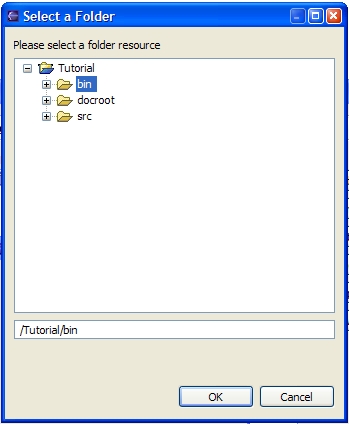 Select a Folder
Please select a folder resource
Tutorial
bin
docroot
src
/Tutorial/bin
OK Cancel